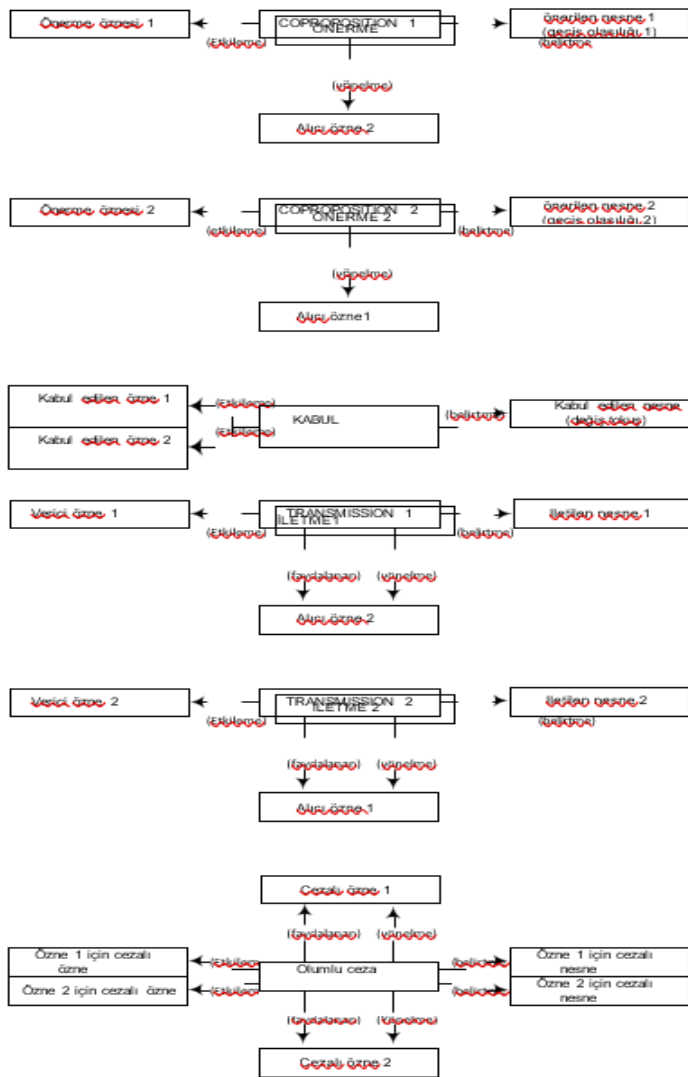 Önerme öznesi 1
COPROPOSITION 1
ÖNERME
önerilen nesne 1
(geçiş olasılığı 1)
(Etkileme)
(belirtme
(yönelme)
Alıcı özne 2
Önerme öznesi 2
COPROPOSITION 2
ÖNERME 2
önerilen nesne 2
(geçiş olasılığı 2)
(etkileme)
(belirtme)
(yönelme)
Alıcı özne1
Kabul edilen özne 1
(Etkileme)
KABUL
(belirtme)
Kabul edilen nesne
(değiş tokuş)
Kabul edilen özne 2
(Etkileme)
Verici özne 1
TRANSMISSION 1
İLETME1
İletilen nesne 1
(Etkileme)
(belirtme)
(faydalanan)
(yönelme)
Alıcı özne 2
Verici özne 2
TRANSMISSION 2
İLETME 2
İletilen nesne 2
(Etkileme)
(belirtme)
(faydalanan)
(yönelme)
Alıcı özne 1
Cezalı özne 1
(faydalanan)
(yönelme)
Özne 1 için cezalı
özne
(Etkileme
Olumlu ceza
(belirtme)
Özne 1 için cezalı
nesne
Özne 2 için cezalı özne
(Etkileme
(belirtme)
Özne 2 için cezalı
nesne
(faydalanan)
(Yönelme)
Cezalı özne 2